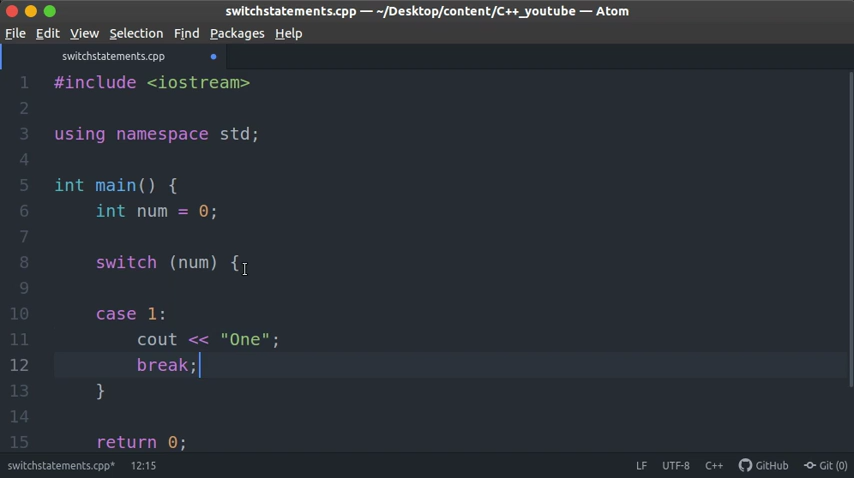 switchstatements.cpp — ~/Desktop/content/C++_youtube — Atom
File Edit View Selection Find Packages Help
switchstatements.cpp
1 #include <iostream>
2
3 using namespace std;
4
5 int main() {
6     int num = 0;
7
8     switch (num) {
9
10     case 1:
11         cout << "One";
12         break;
13     }
14
15     return 0;
switchstatements.cpp* 12:15 LF UTF-8 C++ GitHub Git (0)